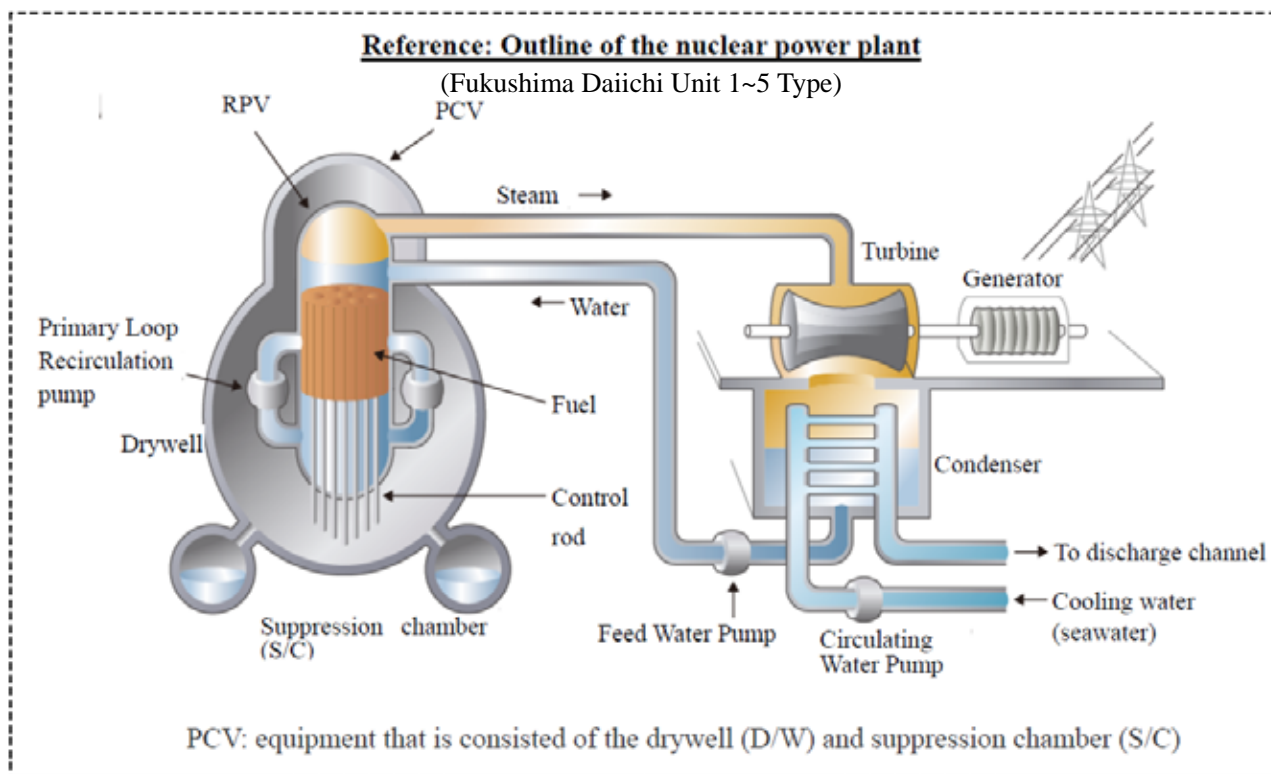 Reference: Outline of the nuclear power plant
(Fukushima Daiichi Unit 1~5 Type)
RPV
PCV
Steam
Turbine
Generator
Water
Primary Loop
Recirculation
pump
Fuel
Drywell
Condenser
Control
rod
To discharge channel
Cooling water
(seawater)
Suppression chamber
(S/C)
Feed Water Pump
Circulating
Water Pump
PCV: equipment that is consisted of the drywell (D/W) and suppression chamber (S/C)